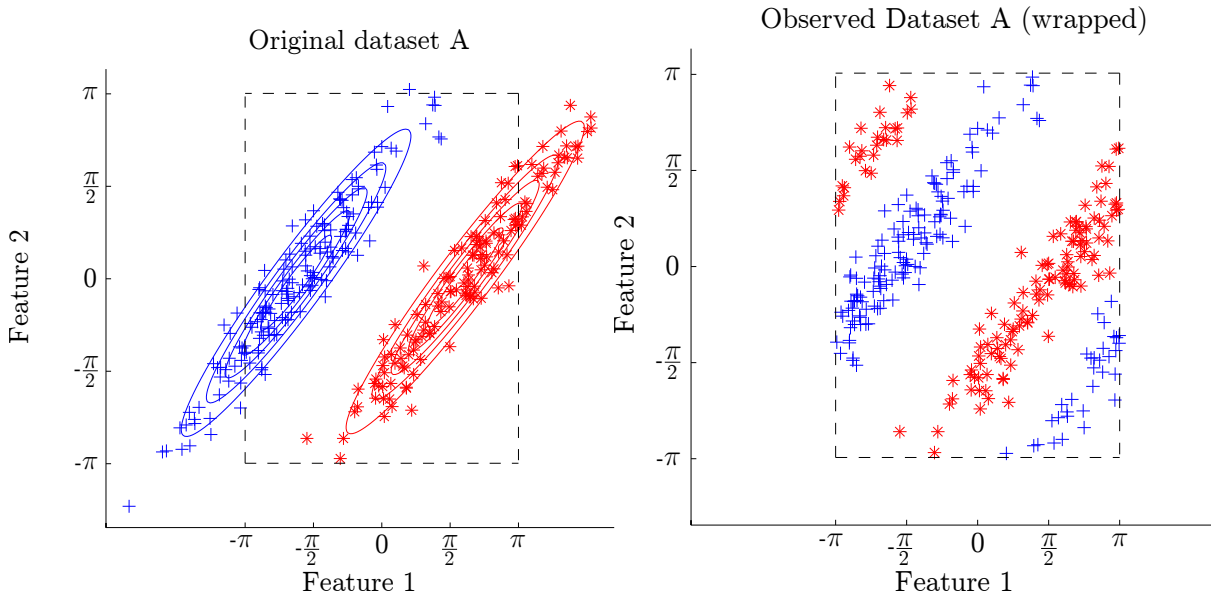 Original dataset A
π
π/2
0
-π/2
-π
Feature 2
-π
-π/2
0
π/2
π
Feature 1
Observed Dataset A (wrapped)
π
π/2
0
-π/2
-π
Feature 2
-π
-π/2
0
π/2
π
Feature 1